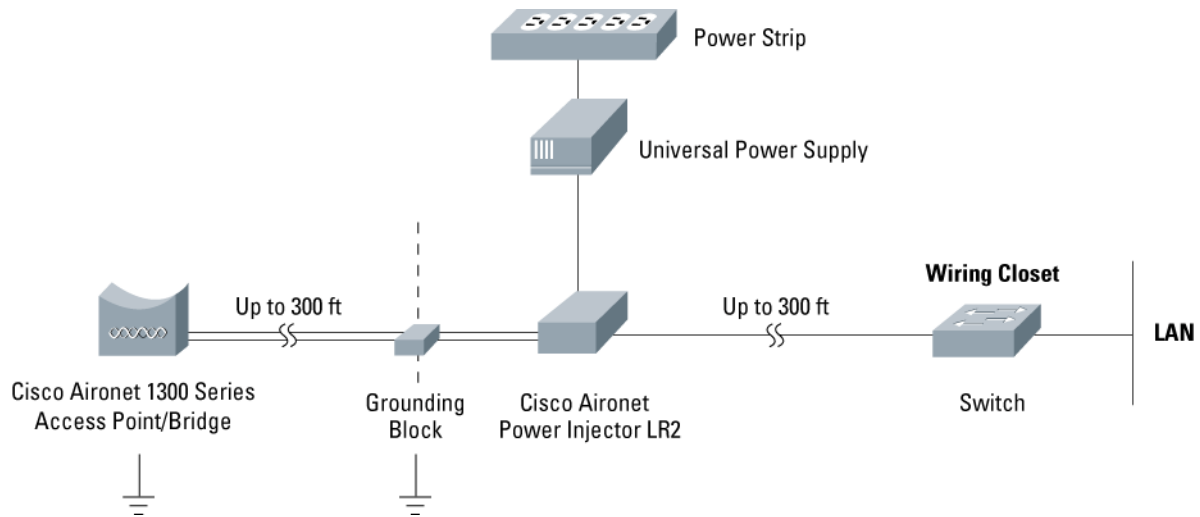 Power Strip
Universal Power Supply
Wiring Closet
Up to 300 ft
Up to 300 ft
LAN
Cisco Aironet 1300 Series
Access Point/Bridge
Grounding
Block
Cisco Aironet
Power Injector LR2
Switch